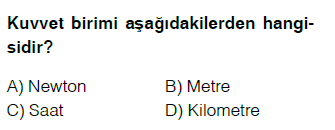 Kuvvet birimi aşağıdakilerden hangi-
sidir?
A) Newton B) Metre
C) Saat D) Kilometre